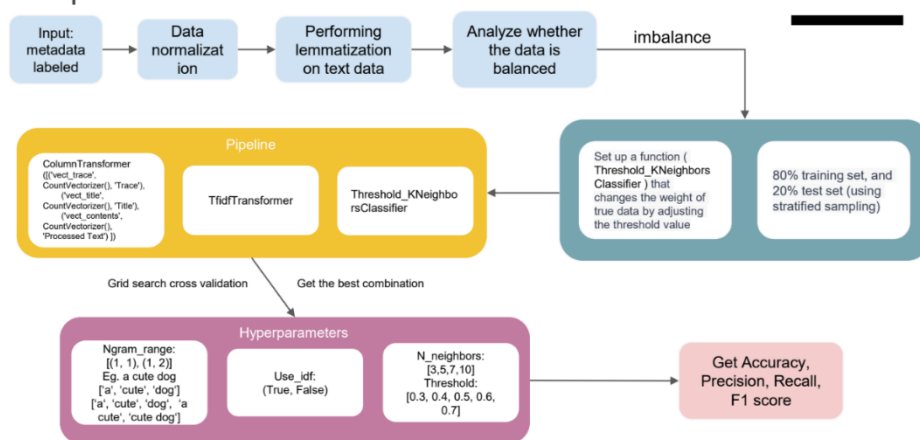 Input:
metadata
labeled
Data
normalizat
ion
Performing
lemmatization
on text data
Analyze whether
the data is
balanced
imbalance
Pipeline
ColumnTransformer
([('vect_trace',
CountVectorizer(), 'Trace'),
('vect_title',
CountVectorizer(), 'Title'),
('vect_contents',
CountVectorizer(),
'Processed Text') ])
TfidfTransformer
Threshold_KNeighbo
rsClassifier
Set up a function (
Threshold_KNeighbors
Classifier ) that
changes the weight of
true data by adjusting
the threshold value
80% training set, and
20% test set (using
stratified sampling)
Grid search cross validation
Get the best combination
Hyperparameters
Ngram_range:
[(1, 1), (1, 2)]
Eg. a cute dog
['a', 'cute', 'dog']
['a', 'cute', 'dog', 'a
cute', 'cute dog']
Use_idf:
(True, False)
N_neighbors:
[3,5,7,10]
Threshold:
[0.3, 0.4, 0.5, 0.6,
0.7]
Get Accuracy,
Precision, Recall,
F1 score